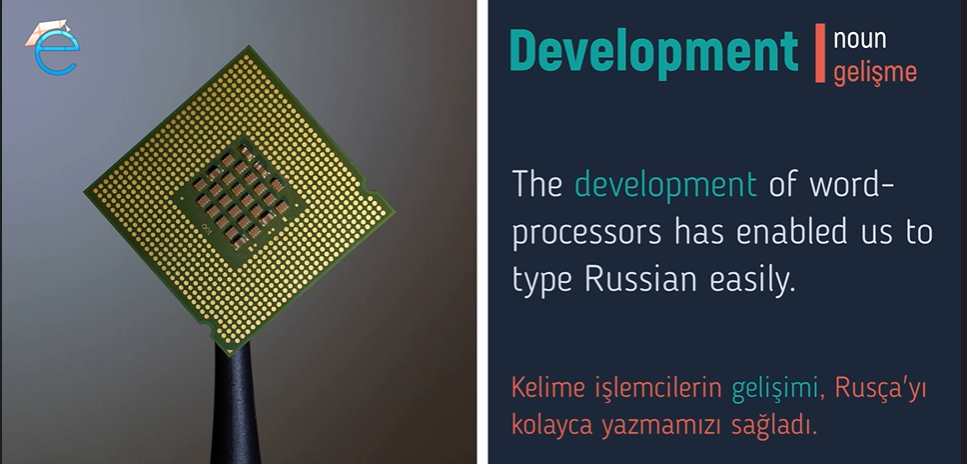 Development
noun
gelişme
The development of word-
processors has enabled us to
type Russian easily.
Kelime işlemcilerin gelişimi, Rusça'yı
kolayca yazmamızı sağladı.